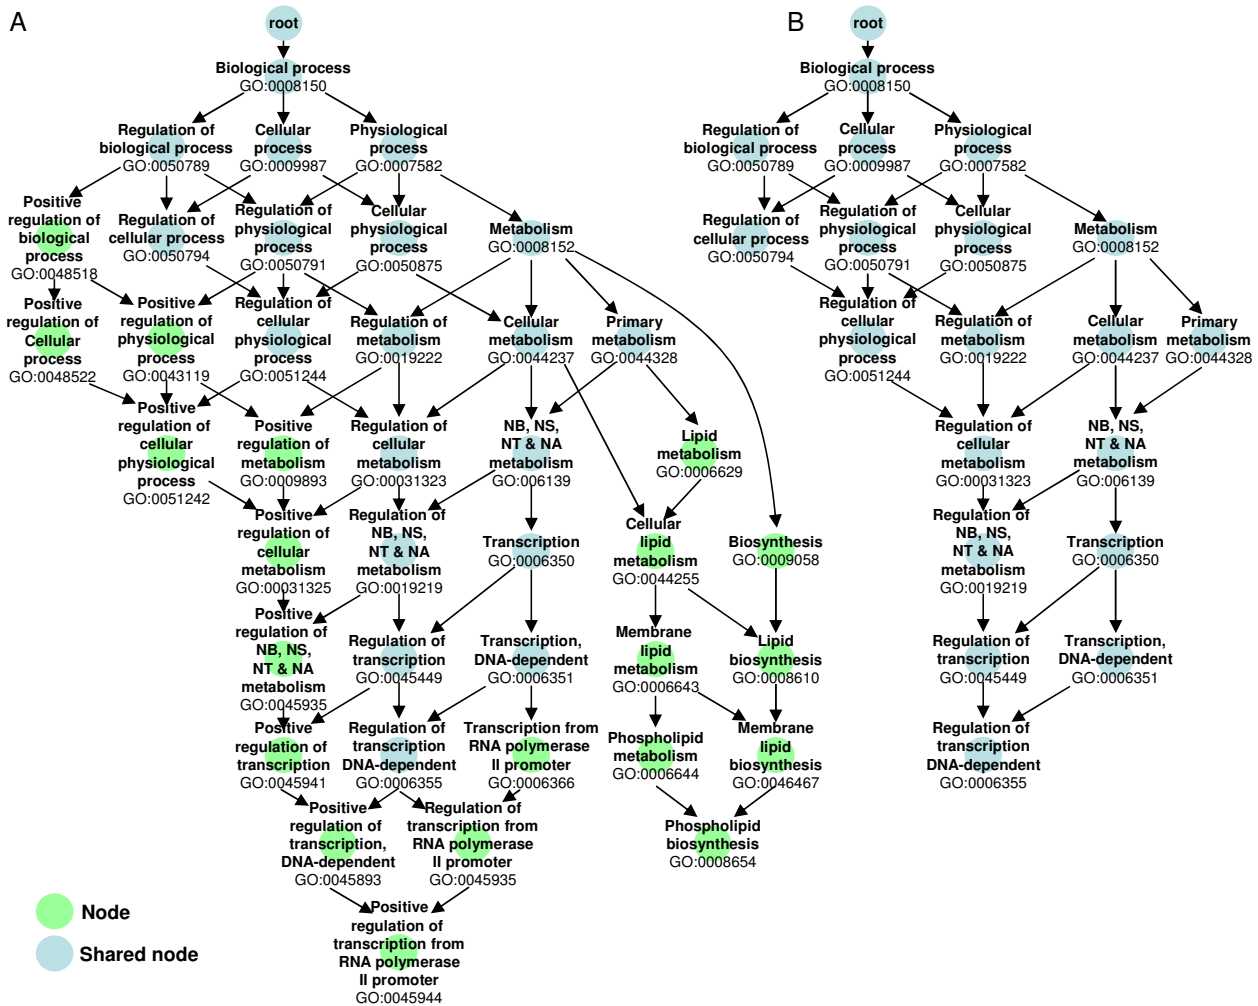 A
root
Biological process
GO:0008150
Regulation of
biological process
GO:0050789
Cellular
process
GO:0009987
Physiological
process
GO:0007582
Positive
regulation of
biological
process
GO:0048518
Regulation of
cellular process
GO:0050794
Regulation of
physiological
process
GO:0050791
Cellular
physiological
process
GO:0050875
Metabolism
GO:0008152
Positive
regulation of
Cellular
process
GO:0048522
Positive
regulation of
physiological
process
GO:0043119
Regulation of
cellular
physiological
process
GO:0051244
Regulation of
metabolism
GO:0019222
Cellular
metabolism
GO:0044237
Primary
metabolism
GO:0044328
Positive
regulation of
cellular
physiological
process
GO:0051242
Positive
regulation of
metabolism
GO:0009893
Regulation of
cellular
metabolism
GO:00031323
NB, NS,
NT & NA
metabolism
GO:006139
Lipid
metabolism
GO:0006629
Positive
regulation of
cellular
metabolism
GO:00031325
Regulation of
NB, NS,
NT & NA
metabolism
GO:0019219
Transcription
GO:0006350
Cellular
lipid
metabolism
GO:0044255
Biosynthesis
GO:0009058
Positive
regulation of
NB, NS,
NT & NA
metabolism
GO:0045935
Regulation of
transcription
GO:0045449
Transcription,
DNA-dependent
GO:0006351
Membrane
lipid
metabolism
GO:0006643
Lipid
biosynthesis
GO:0008610
Positive
regulation of
transcription
GO:0045941
Regulation of
transcription
DNA-dependent
GO:0006355
Transcription from
RNA polymerase
II promoter
GO:0006366
Phospholipid
metabolism
GO:0006644
Membrane
lipid
biosynthesis
GO:0046467
Positive
regulation of
transcription,
DNA-dependent
GO:0045893
Regulation of
transcription from
RNA polymerase
II promoter
GO:0045935
Phospholipid
biosynthesis
GO:0008654
Positive
regulation of
transcription from
RNA polymerase
II promoter
GO:0045944
Node
Shared node
B
root
Biological process
GO:0008150
Regulation of
biological process
GO:0050789
Cellular
process
GO:0009987
Physiological
process
GO:0007582
Regulation of
cellular process
GO:0050794
Regulation of
physiological
process
GO:0050791
Cellular
physiological
process
GO:0050875
Metabolism
GO:0008152
Regulation of
cellular
physiological
process
GO:0051244
Regulation of
metabolism
GO:0019222
Cellular
metabolism
GO:0044237
Primary
metabolism
GO:0044328
Regulation of
cellular
metabolism
GO:00031323
NB, NS,
NT & NA
metabolism
GO:006139
Regulation of
NB, NS,
NT & NA
metabolism
GO:0019219
Transcription
GO:0006350
Regulation of
transcription
GO:0045449
Transcription,
DNA-dependent
GO:0006351
Regulation of
transcription
DNA-dependent
GO:0006355